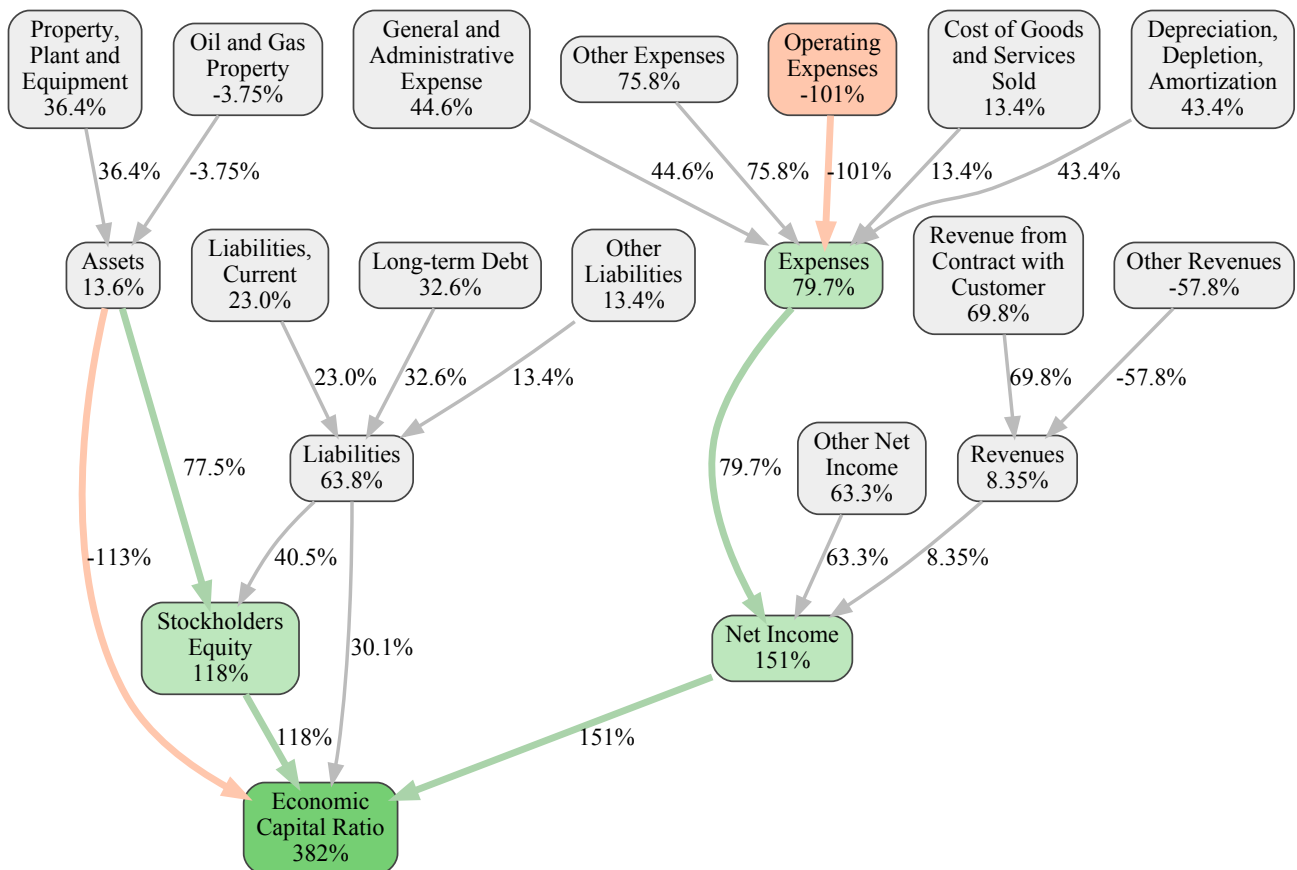 Property,
Plant and
Equipment
36.4%
Oil and Gas
Property
-3.75%
General and
Administrative
Expense
44.6%
Other Expenses
75.8%
Operating
Expenses
-101%
Cost of Goods
and Services
Sold
13.4%
Depreciation,
Depletion,
Amortization
43.4%
36.4%
-3.75%
44.6%
75.8%
-101%
13.4%
43.4%
Assets
13.6%
Liabilities,
Current
23.0%
Long-term Debt
32.6%
Other
Liabilities
13.4%
Expenses
79.7%
Revenue from
Contract with
Customer
69.8%
Other Revenues
-57.8%
23.0%
32.6%
13.4%
69.8%
-57.8%
77.5%
Liabilities
63.8%
79.7%
Other Net
Income
63.3%
Revenues
8.35%
-113%
40.5%
63.3%
8.35%
Stockholders
Equity
118%
30.1%
Net Income
151%
118%
151%
Economic
Capital Ratio
382%